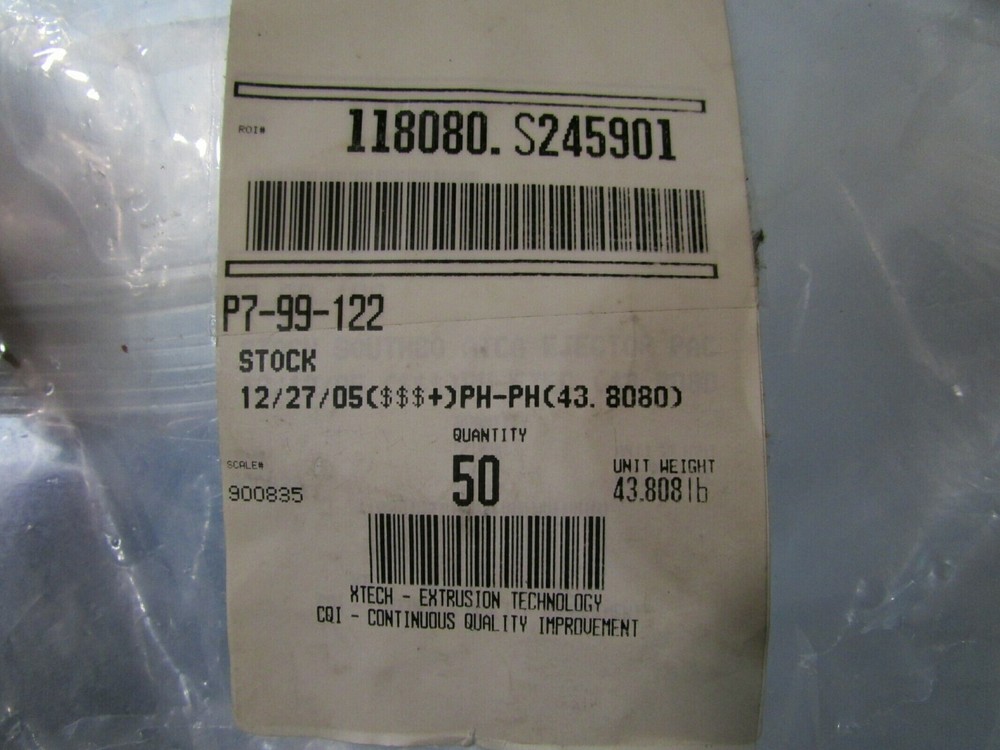 ROI# 118080. S245901
P7-99-122
STOCK
12/27/05($$$+)PH-PH(43. 8080)
QUANTITY
SCALE# 50 UNIT WEIGHT
900835 43.808lb
XTECH - EXTRUSION TECHNOLOGY
CQI - CONTINUOUS QUALITY IMPROVEMENT